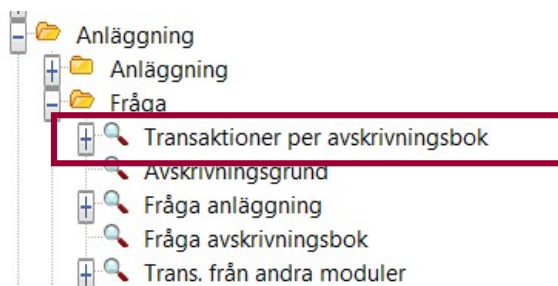 Anläggning
Anläggning
Fråga
Transaktioner per avskrivningsbok
Avskrivningsgrund
Fråga anläggning
Fråga avskrivningsbok
Trans. från andra moduler